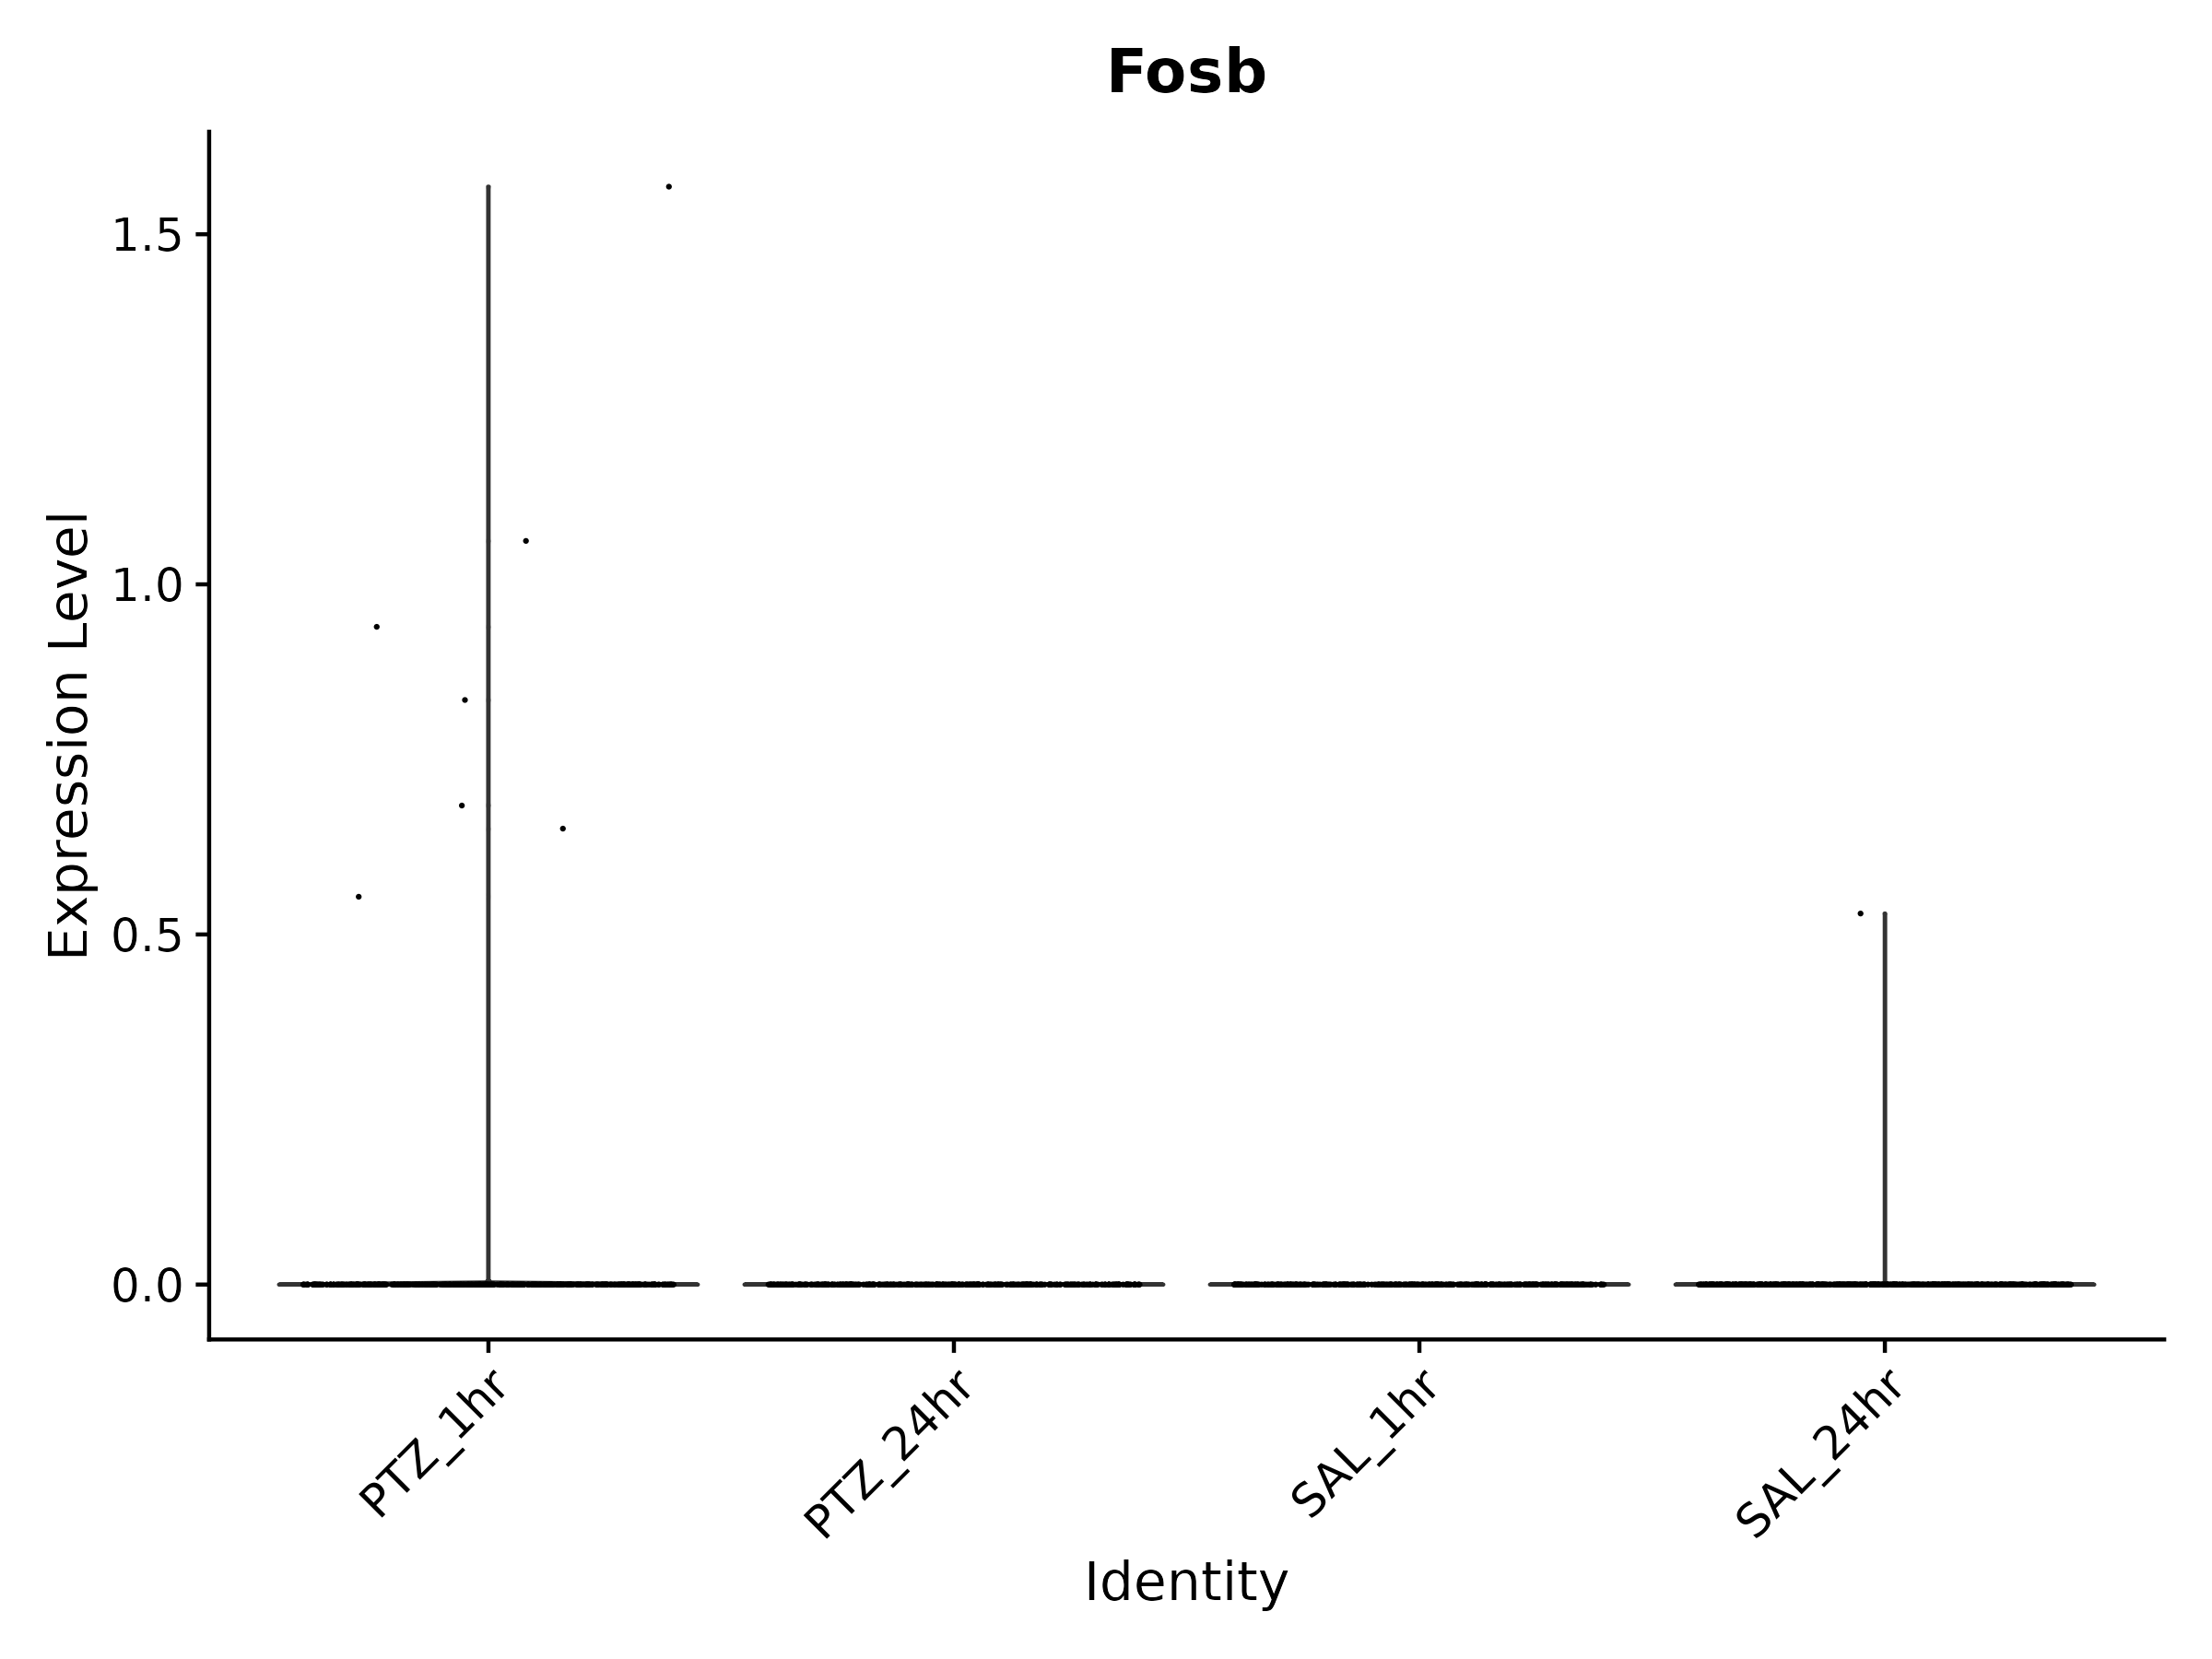 Fosb
Expression Level
1.5
1.0
0.5
0.0
PTZ_1hr
PTZ_24hr
SAL_1hr
SAL_24hr
Identity